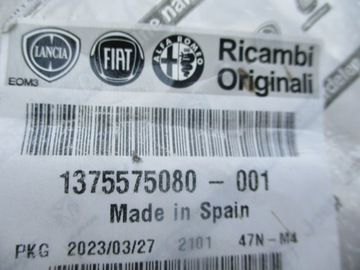 LANCIA FIAT ALFA ROMEO Ricambi
EOM3 Originali
1375575080 - 001
Made in Spain
PKG 2023/03/27 2101 47N-M4